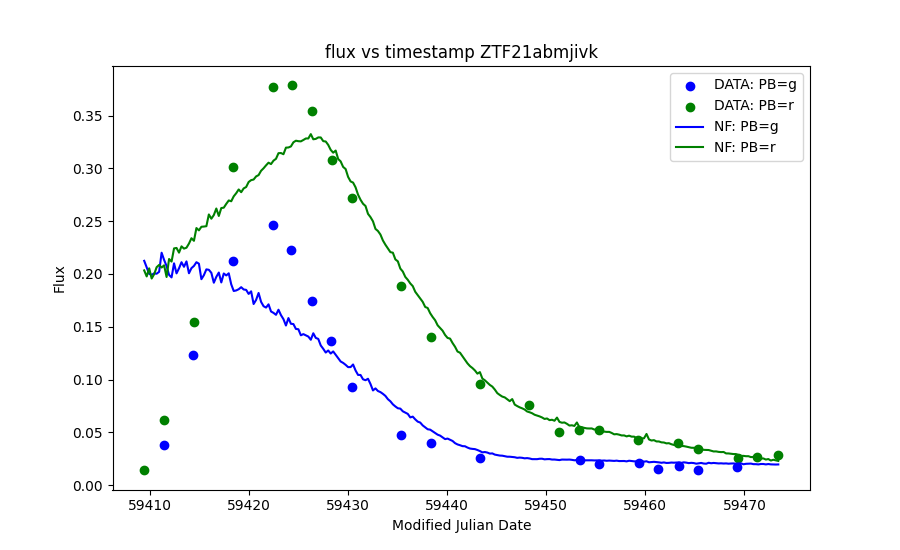 flux vs timestamp ZTF21abmjivk
DATA: PB=g
DATA: PB=r
NF: PB=g
NF: PB=r
Flux
0.35
0.30
0.25
0.20
0.15
0.10
0.05
0.00
59410 59420 59430 59440 59450 59460 59470
Modified Julian Date